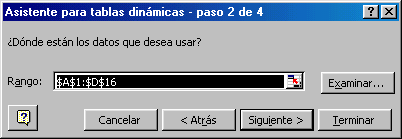 Asistente para tablas dinámicas - paso 2 de 4
¿Dónde están los datos que desea usar?
Rango: $A$1:$D$16 Examinar...
? Cancelar < Atrás Siguiente > Terminar